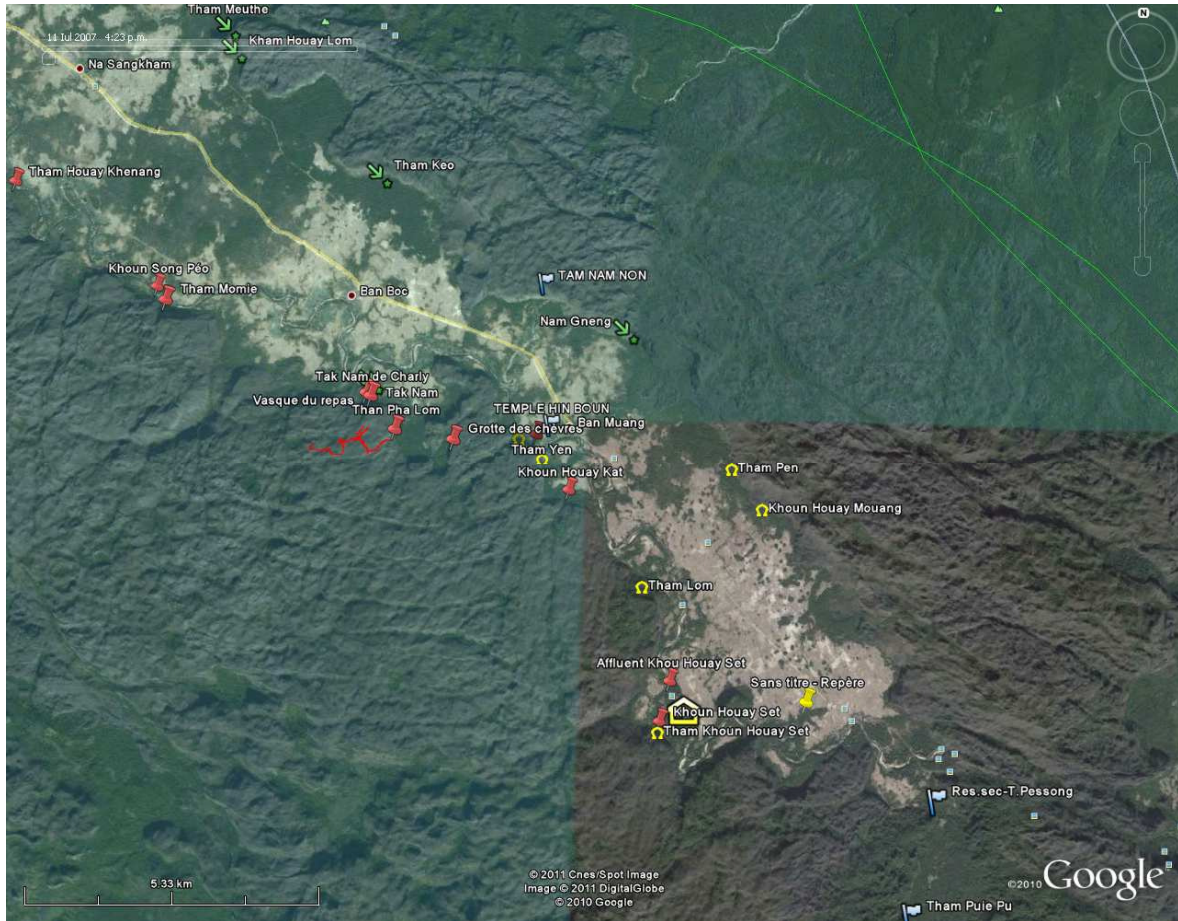 Tham Meuthe
11 Iul 2007   4:23 p.m.
Kham Houay Lom
N
Na Sangkham
Tham Houay Khenang
Tham Keo
Khoun Song Péo
Tham Momie
Ban Boc
TAM NAM NON
Nam Gneng
Tak Nam de Charly
Tak Nam
Vasque du repas
Than Pha Lom
TEMPLE HIN BOUN
Ban Muang
Grotte des chèvres
Tham Yen
Khoun Houay Kat
Tham Pen
Khoun Houay Mouang
Tham Lom
Affluent Khou Houay Set
Sans titre - Repère
Khoun Houay Set
Tham Khoun Houay Set
Res.sec-T.Pessong
5.33 km
© 2011 Cnes/Spot Image
Image © 2011 DigitalGlobe
© 2010 Google
©2010 Google
Tham Puie Pu